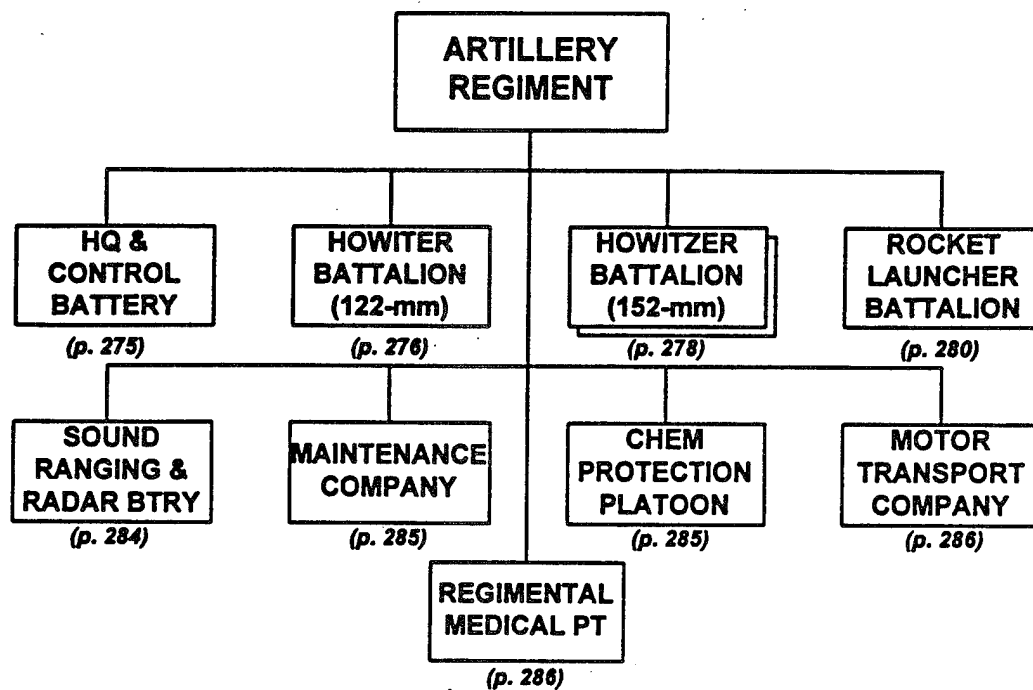 ARTILLERY
REGIMENT
HQ &
CONTROL
BATTERY
(p. 275)
HOWITER
BATTALION
(122-mm)
(p. 276)
HOWITZER
BATTALION
(152-mm)
(p. 278)
ROCKET
LAUNCHER
BATTALION
(p. 280)
SOUND
RANGING &
RADAR BTRY
(p. 284)
MAINTENANCE
COMPANY
(p. 285)
CHEM
PROTECTION
PLATOON
(p. 285)
MOTOR
TRANSPORT
COMPANY
(p. 286)
REGIMENTAL
MEDICAL PT
(p. 286)